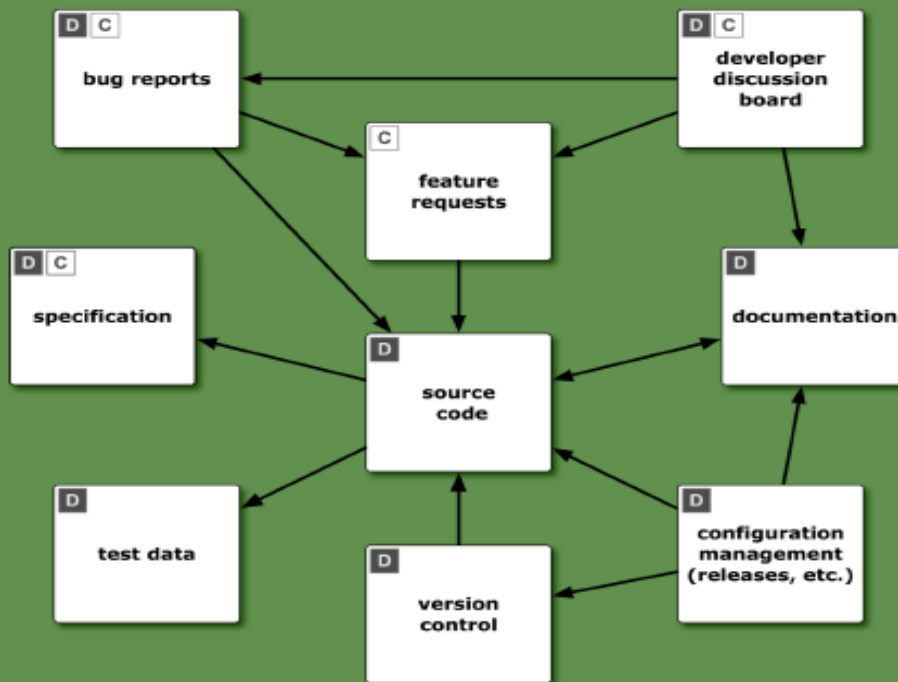 D C
bug reports
D C
developer
discussion
board
C
feature
requests
D C
specification
D
documentation
D
source
code
D
test data
D
version
control
D
configuration
management
(releases, etc.)